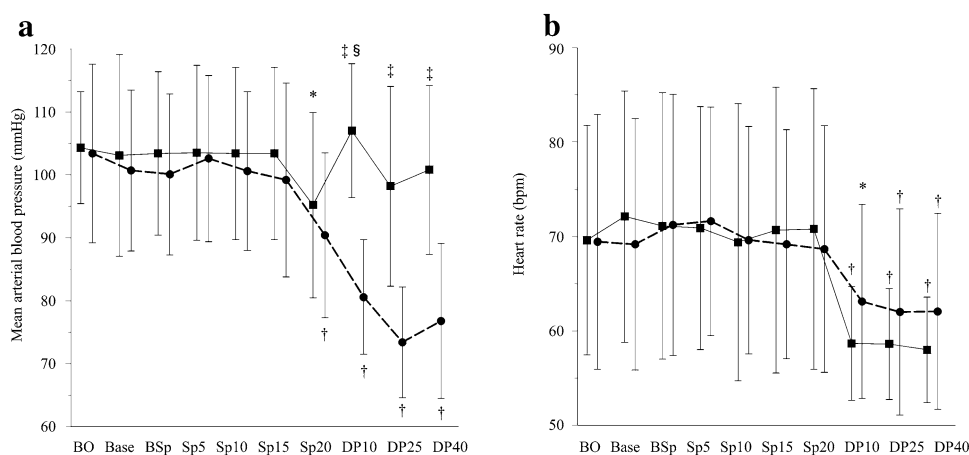 a
Mean arterial blood pressure (mmHg)
120
110
100
90
80
70
60
BO Base BSp Sp5 Sp10 Sp15 Sp20 DP10 DP25 DP40
* ‡ § ‡ ‡
† † † †
b
Heart rate (bpm)
90
80
70
60
50
BO Base BSp Sp5 Sp10 Sp15 Sp20 DP10 DP25 DP40
* † †
† † †